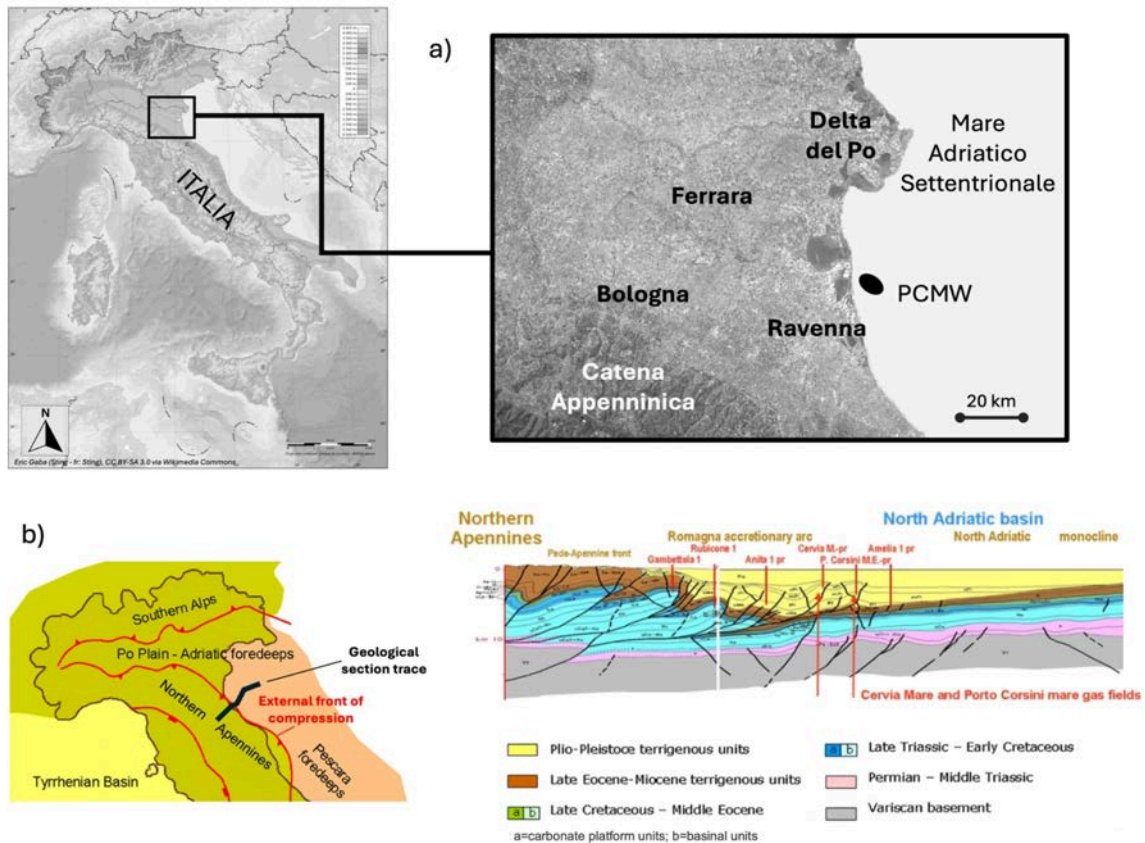 a)
ITALIA
N
Eric Gaba (Sting - fr: Sting), CC BY-SA 3.0 via Wikimedia Commons
Delta
del Po
Mare
Adriatico
Settentrionale
Ferrara
Bologna
PCMW
Ravenna
Catena
Appenninica
20 km
b)
Southern Alps
Po Plain - Adriatic foredeeps
Geological
section trace
Northern
Apennines
External front
of compression
Pescara
foredeeps
Tyrrhenian Basin
Northern
Apennines
North Adriatic basin
Romagna accretionary arc
North Adriatic
monocline
Pede-Apennine front
Rubicone 1
Cervia M.-pr
Amelia 1 pr
Gambettola 1
Anita 1 pr
P. Corsini M.E.-pr
Cervia Mare and Porto Corsini mare gas fields
Plio-Pleistoce terrigenous units
a b
Late Triassic – Early Cretaceous
Late Eocene-Miocene terrigenous units
Permian – Middle Triassic
a b
Late Cretaceous – Middle Eocene
Variscan basement
a=carbonate platform units; b=basinal units